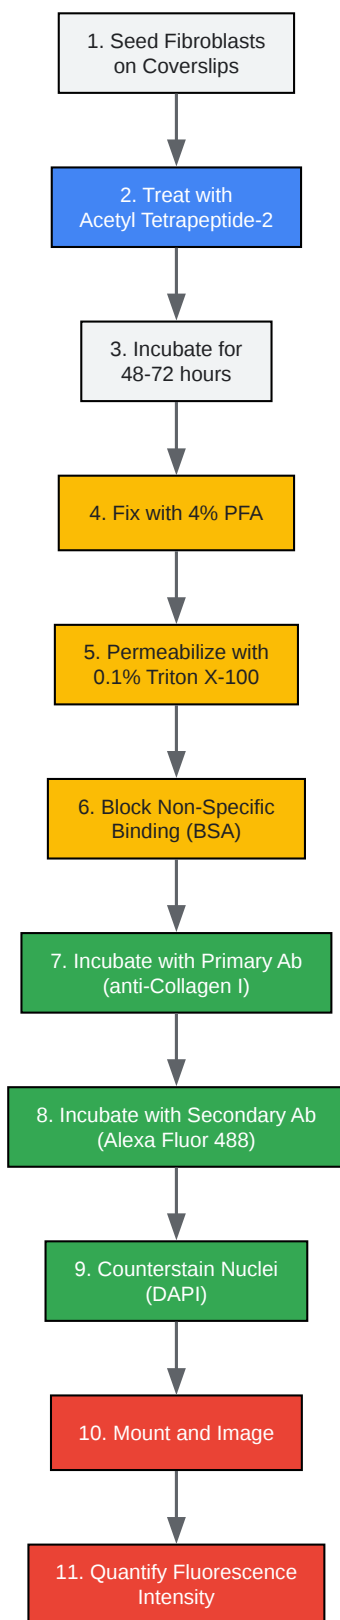 1. Seed Fibroblasts
on Coverslips
2. Treat with
Acetyl Tetrapeptide-2
3. Incubate for
48-72 hours
4. Fix with 4% PFA
5. Permeabilize with
0.1% Triton X-100
6. Block Non-Specific
Binding (BSA)
7. Incubate with Primary Ab
(anti-Collagen I)
8. Incubate with Secondary Ab
(Alexa Fluor 488)
9. Counterstain Nuclei
(DAPI)
10. Mount and Image
11. Quantify Fluorescence
Intensity